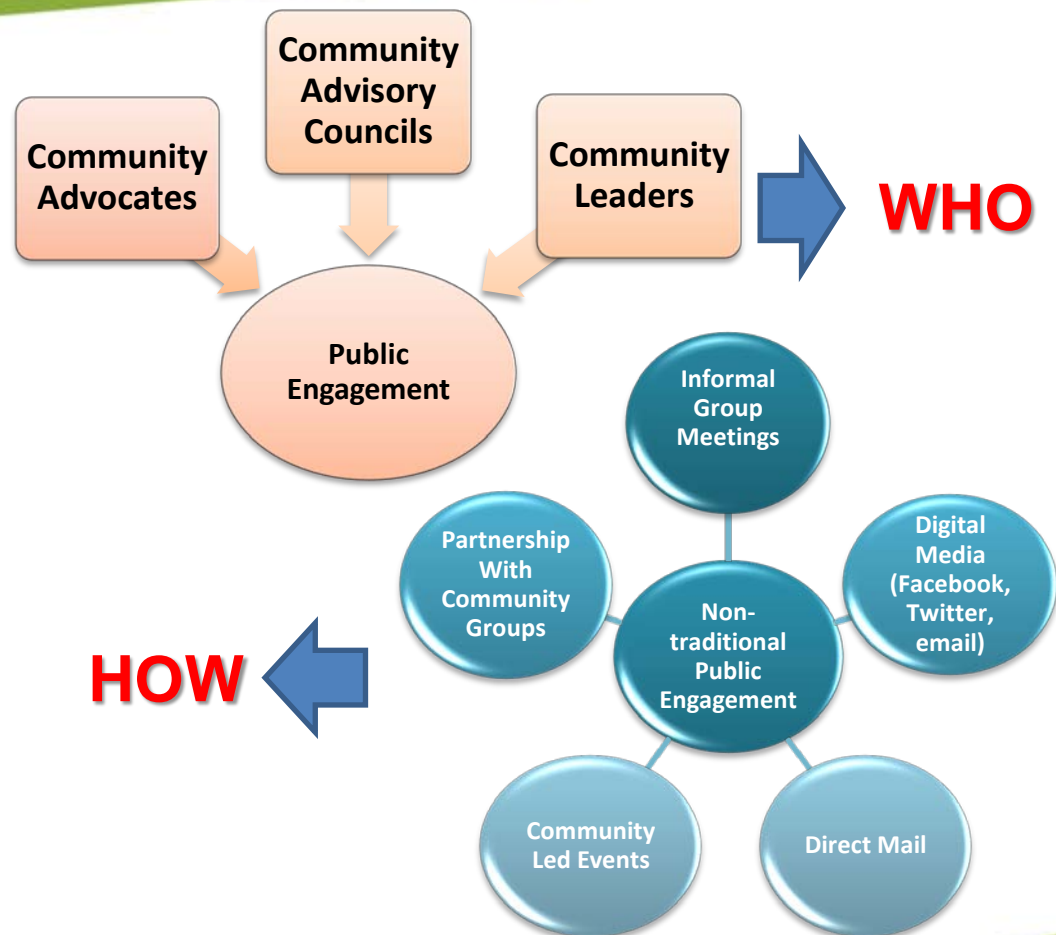 Community
Advisory
Councils
Community
Advocates
Community
Leaders
WHO
Public
Engagement
Informal
Group
Meetings
Partnership
With
Community
Groups
Digital
Media
(Facebook,
Twitter,
email)
Non-
traditional
Public
Engagement
HOW
Community
Led Events
Direct Mail